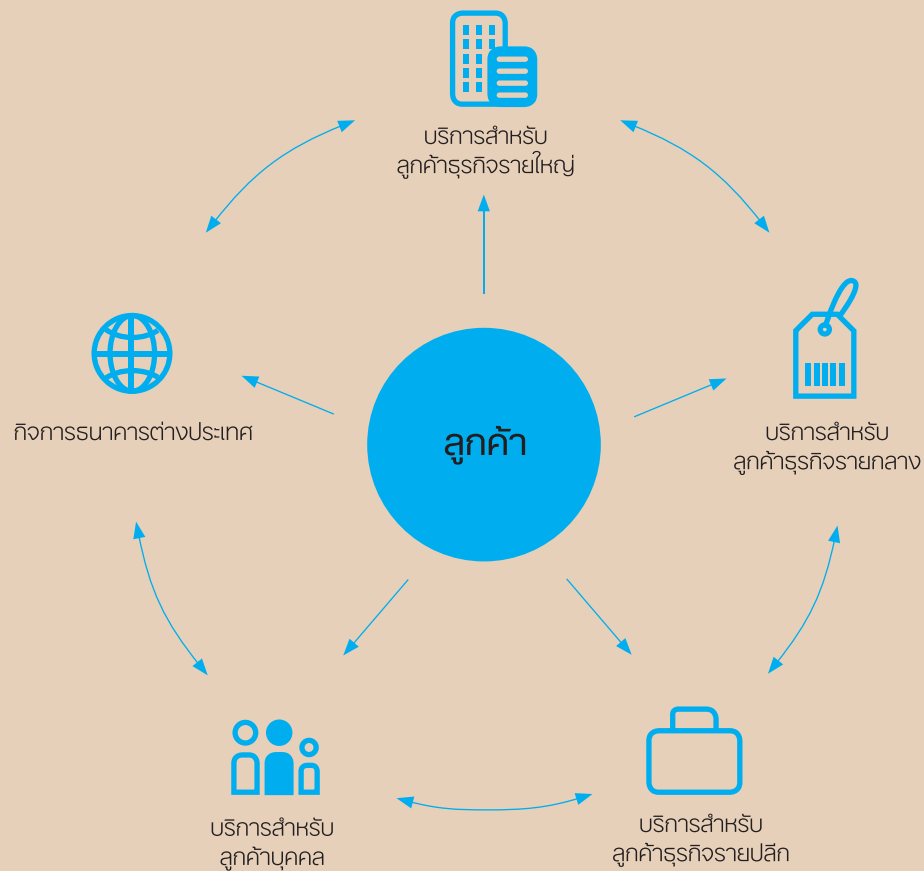 บริการสำหรับ
ลูกค้าธุรกิจรายใหญ่
กิจการธนาคารต่างประเทศ
ลูกค้า
บริการสำหรับ
ลูกค้าธุรกิจรายกลาง
บริการสำหรับ
ลูกค้าบุคคล
บริการสำหรับ
ลูกค้าธุรกิจรายปลีก